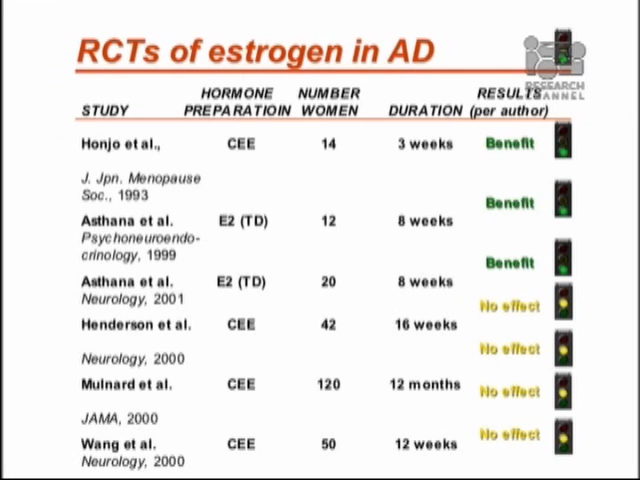 RCTs of estrogen in AD
RESEARCH
CHANNEL
HORMONE NUMBER RESULTS
STUDY PREPARATIOIN WOMEN DURATION (per author)
Honjo et al., CEE 14 3 weeks Benefit
J. Jpn. Menopause
Soc., 1993
Benefit
Asthana et al. E2 (TD) 12 8 weeks
Psychoneuroendo-
crinology, 1999
Benefit
Asthana et al. E2 (TD) 20 8 weeks
Neurology, 2001 No effect
Henderson et al. CEE 42 16 weeks
No effect
Neurology, 2000
Mulnard et al. CEE 120 12 months
No effect
JAMA, 2000
No effect
Wang et al. CEE 50 12 weeks
Neurology, 2000